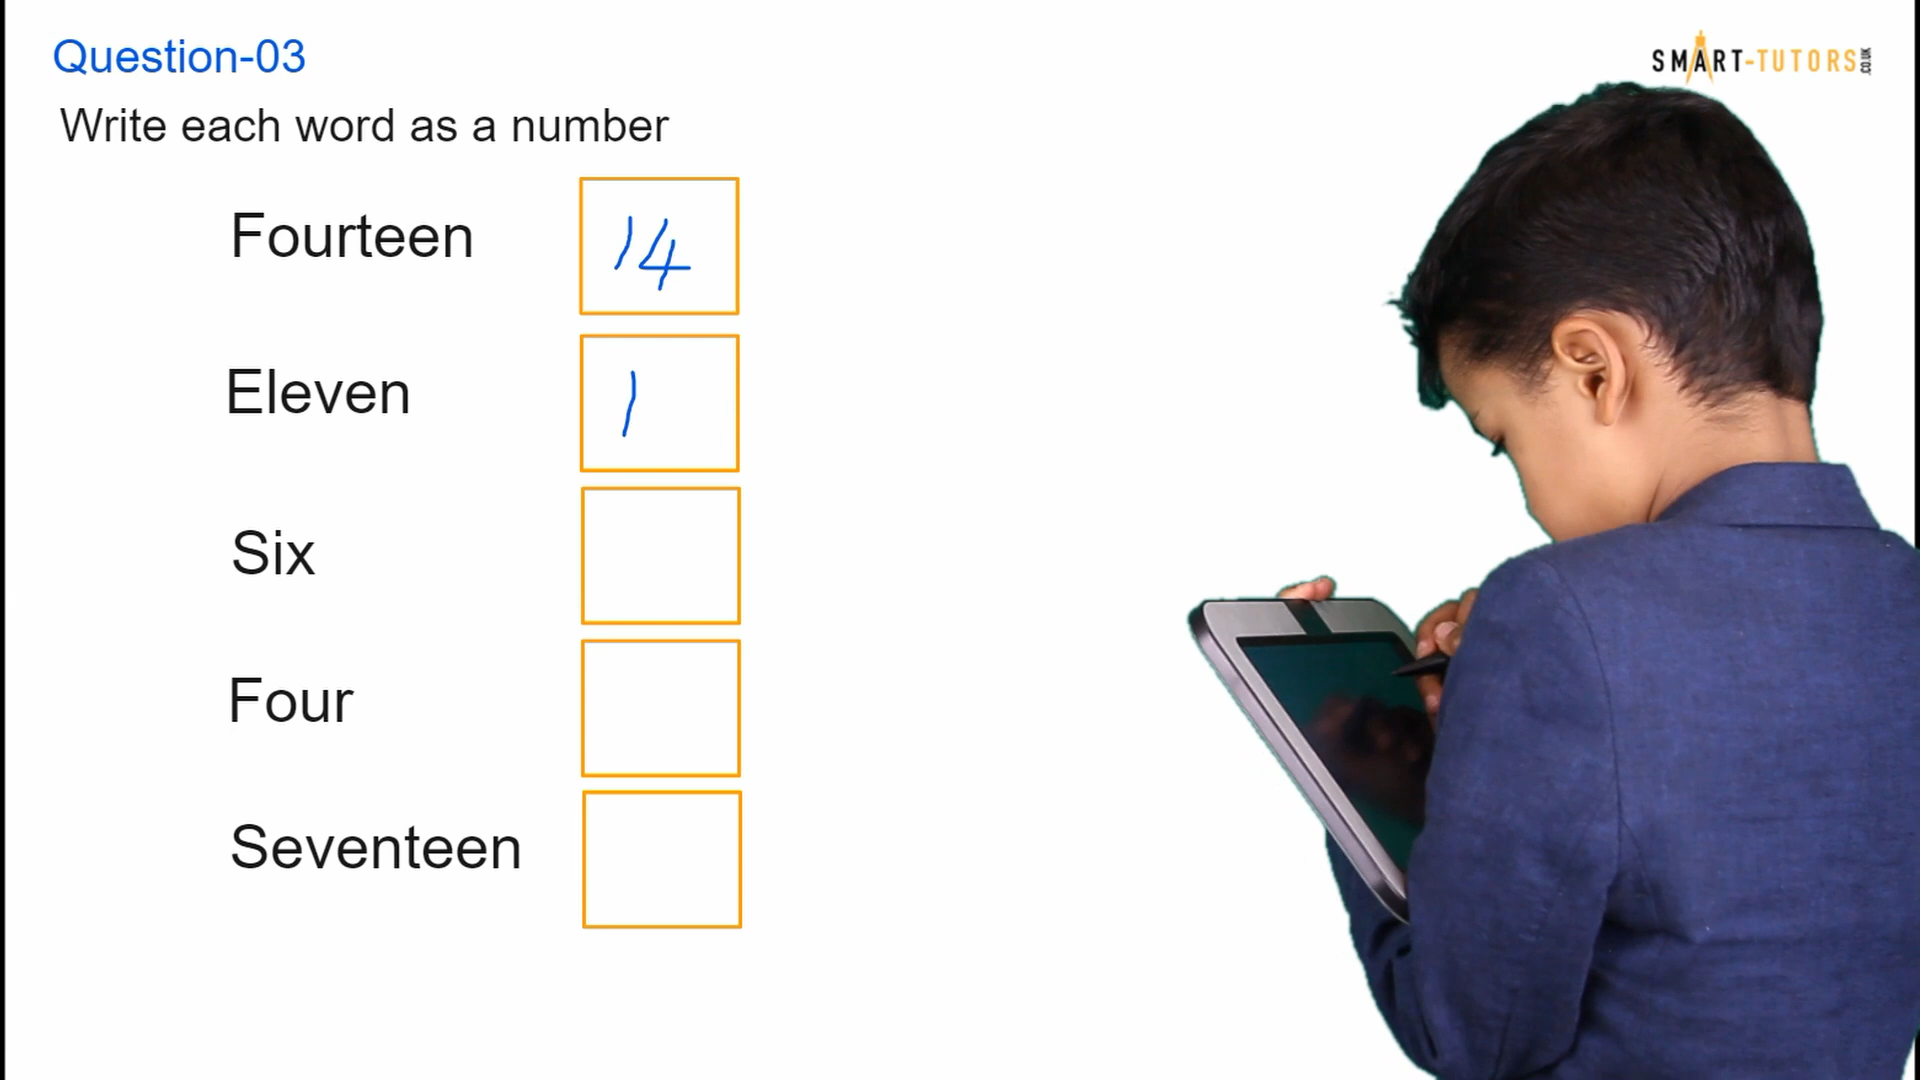 Question-03
SMART-TUTORS.CO.UK
Write each word as a number
Fourteen 14
Eleven 1
Six
Four
Seventeen